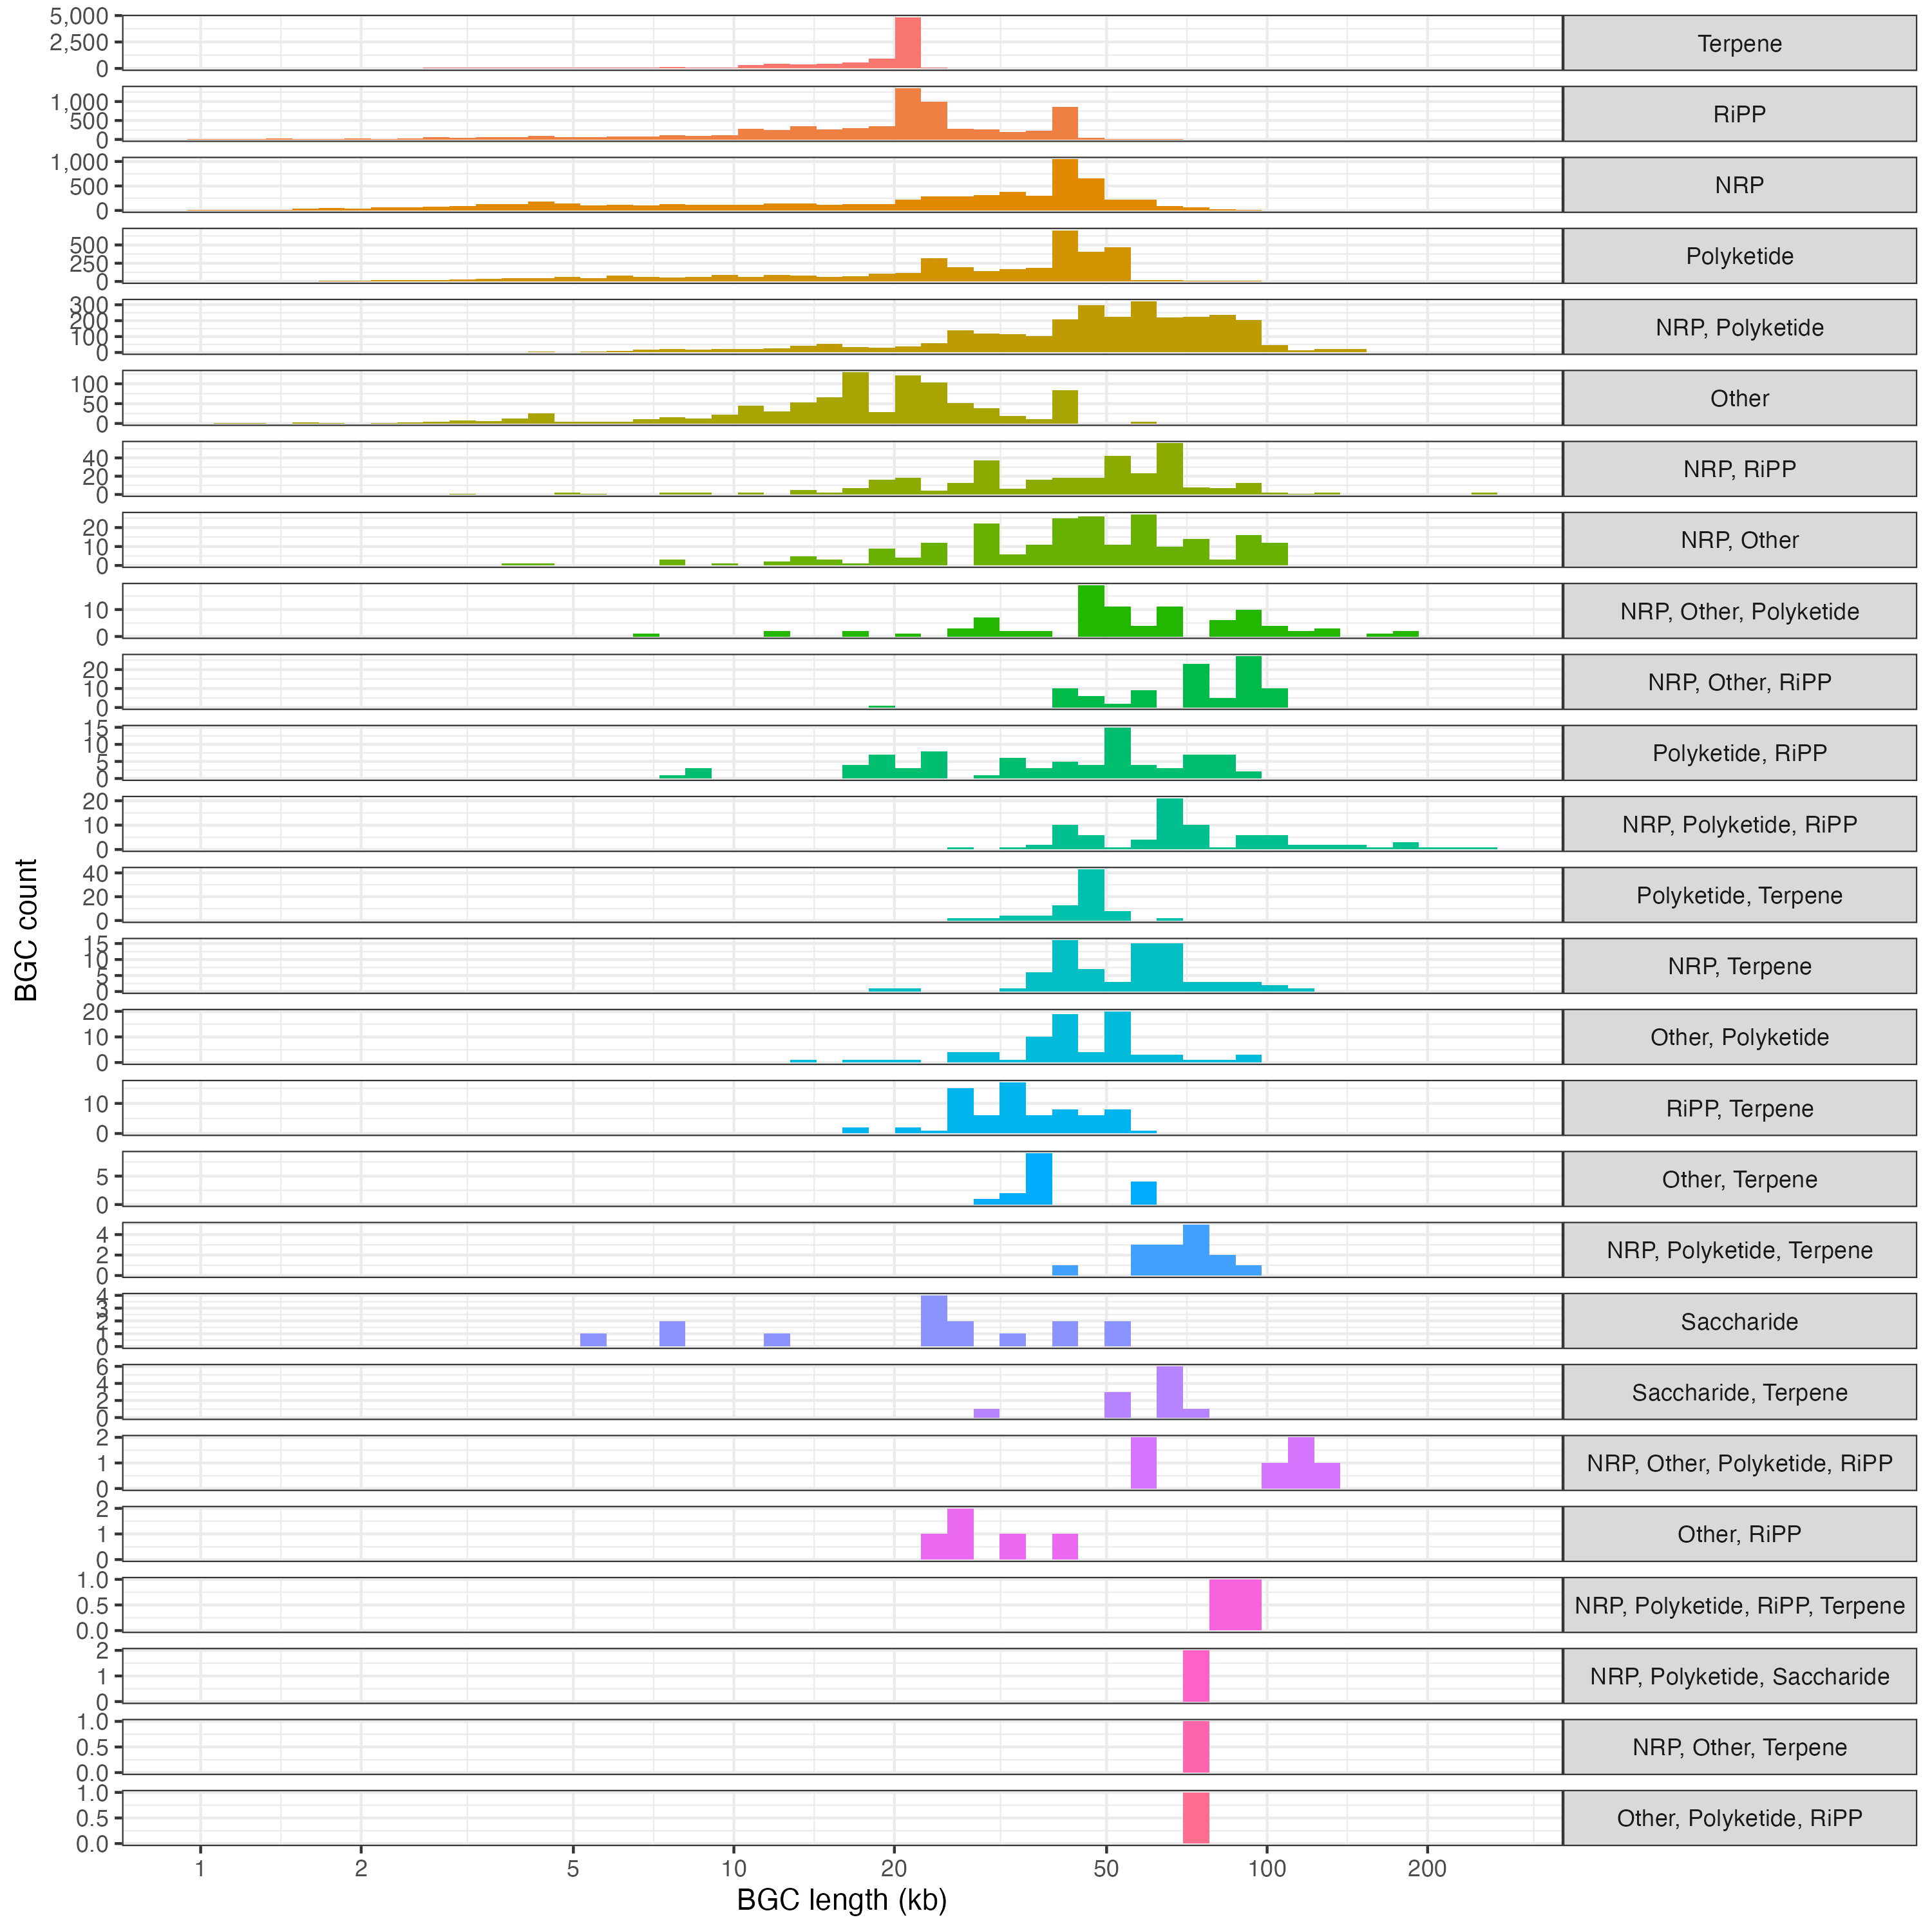 5,000
2,500
0
Terpene
1,000
500
0
RiPP
1,000
500
0
NRP
500
250
0
Polyketide
300
200
100
0
NRP, Polyketide
100
50
0
Other
40
20
0
NRP, RiPP
20
10
0
NRP, Other
10
0
NRP, Other, Polyketide
20
10
0
NRP, Other, RiPP
15
10
5
0
Polyketide, RiPP
20
10
0
NRP, Polyketide, RiPP
40
20
0
Polyketide, Terpene
15
10
5
0
NRP, Terpene
20
10
0
Other, Polyketide
10
0
RiPP, Terpene
5
0
Other, Terpene
4
2
0
NRP, Polyketide, Terpene
4
3
2
1
0
Saccharide
6
4
2
0
Saccharide, Terpene
2
1
0
NRP, Other, Polyketide, RiPP
2
1
0
Other, RiPP
1.0
0.5
0.0
NRP, Polyketide, RiPP, Terpene
2
1
0
NRP, Polyketide, Saccharide
1.0
0.5
0.0
NRP, Other, Terpene
1.0
0.5
0.0
Other, Polyketide, RiPP
BGC count
1 2 5 10 20 50 100 200
BGC length (kb)